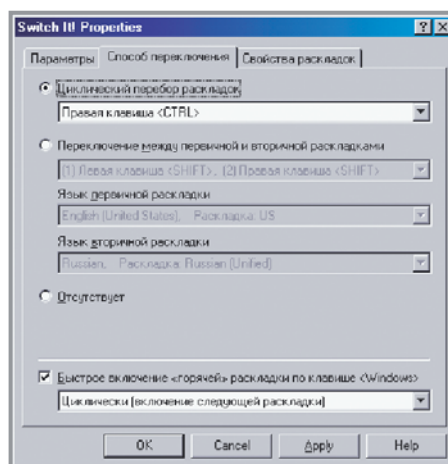 Switch It! Properties
Параметры Способ переключения Свойства раскладок
Циклический перебор раскладок
Правая клавиша <CTRL>
Переключение между первичной и вторичной раскладками
(1) Левая клавиша <SHIFT>, (2) Правая клавиша <SHIFT>
Язык первичной раскладки
English (United States), Раскладка: US
Язык вторичной раскладки
Russian, Раскладка: Russian (Unified)
Отсутствует
Быстрое включение «горячей» раскладки по клавише <Windows>
Циклически (включение следующей раскладки)
OK Cancel Apply Help